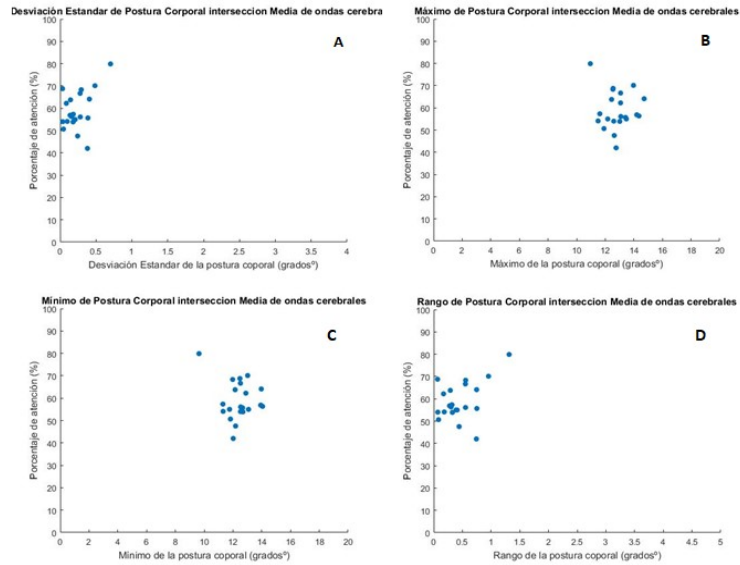 Desviación Estandar de Postura Corporal interseccion Media de ondas cerebra
A
100
90
80
70
60
50
40
30
20
10
0
Porcentaje de atención (%)
0 0.5 1 1.5 2 2.5 3 3.5 4
Desviación Estandar de la postura coporal (gradosº)
Máximo de Postura Corporal interseccion Media de ondas cerebrales
B
100
90
80
70
60
50
40
30
20
10
0
Porcentaje de atención (%)
0 2 4 6 8 10 12 14 16 18 20
Máximo de la postura coporal (gradosº)
Mínimo de Postura Corporal interseccion Media de ondas cerebrales
C
100
90
80
70
60
50
40
30
20
10
0
Porcentaje de atención (%)
0 2 4 6 8 10 12 14 16 18 20
Mínimo de la postura coporal (gradosº)
Rango de Postura Corporal interseccion Media de ondas cerebrales
D
100
90
80
70
60
50
40
30
20
10
0
Porcentaje de atención (%)
0 0.5 1 1.5 2 2.5 3 3.5 4 4.5 5
Rango de la postura coporal (gradosº)